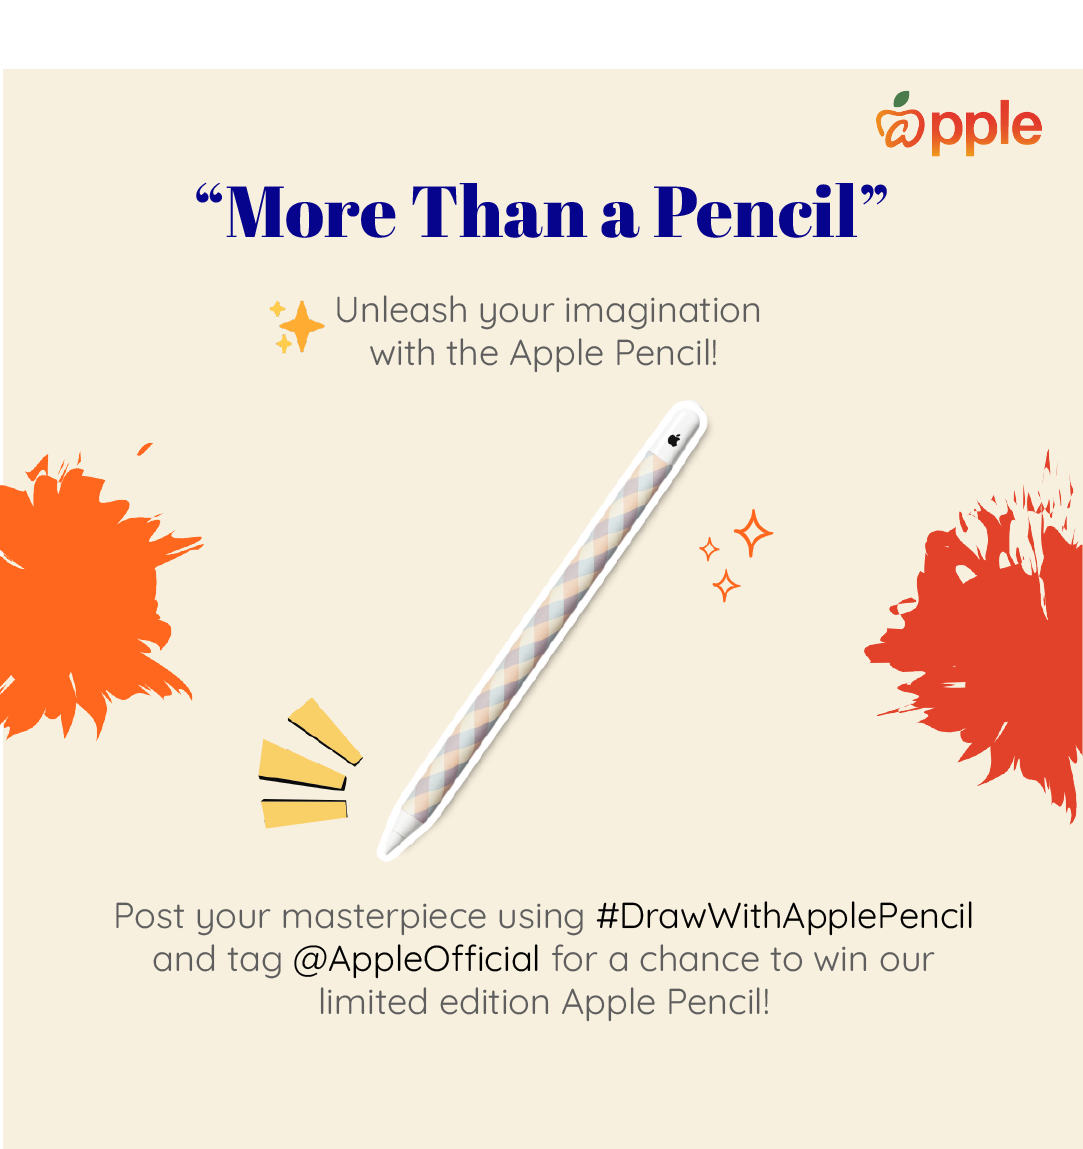 @pple
“More Than a Pencil”
Unleash your imagination
with the Apple Pencil!
Post your masterpiece using #DrawWithApplePencil
and tag @AppleOfficial for a chance to win our
limited edition Apple Pencil!